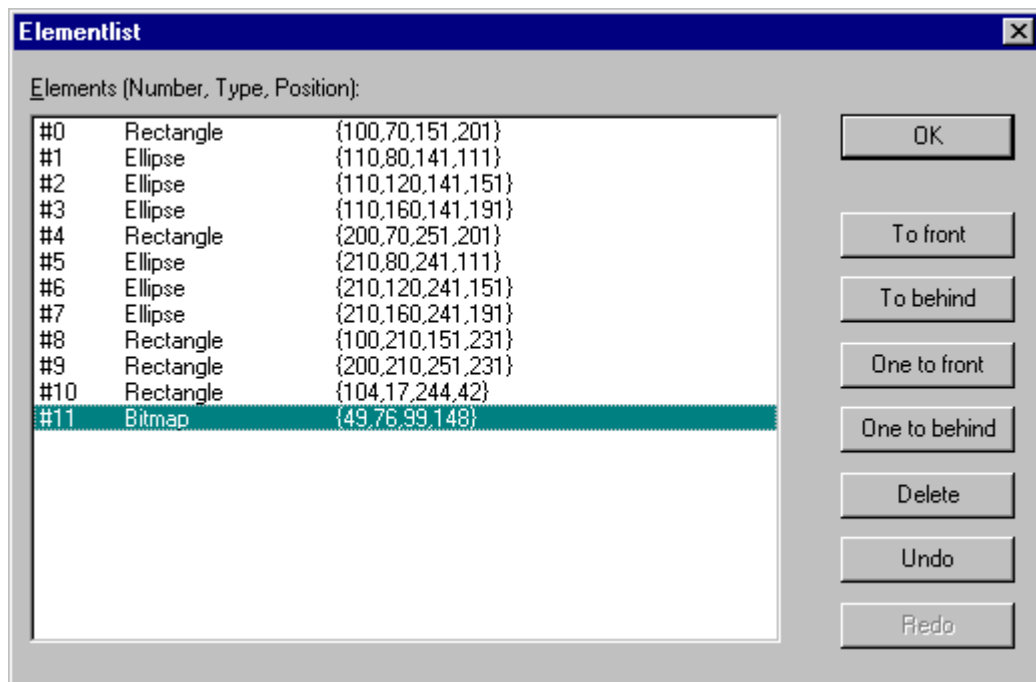 Elementlist
Elements (Number, Type, Position):
#0 Rectangle {100,70,151,201}
#1 Ellipse {110,80,141,111}
#2 Ellipse {110,120,141,151}
#3 Ellipse {110,160,141,191}
#4 Rectangle {200,70,251,201}
#5 Ellipse {210,80,241,111}
#6 Ellipse {210,120,241,151}
#7 Ellipse {210,160,241,191}
#8 Rectangle {100,210,151,231}
#9 Rectangle {200,210,251,231}
#10 Rectangle {104,17,244,42}
#11 Bitmap {49,76,99,148}
OK
To front
To behind
One to front
One to behind
Delete
Undo
Redo